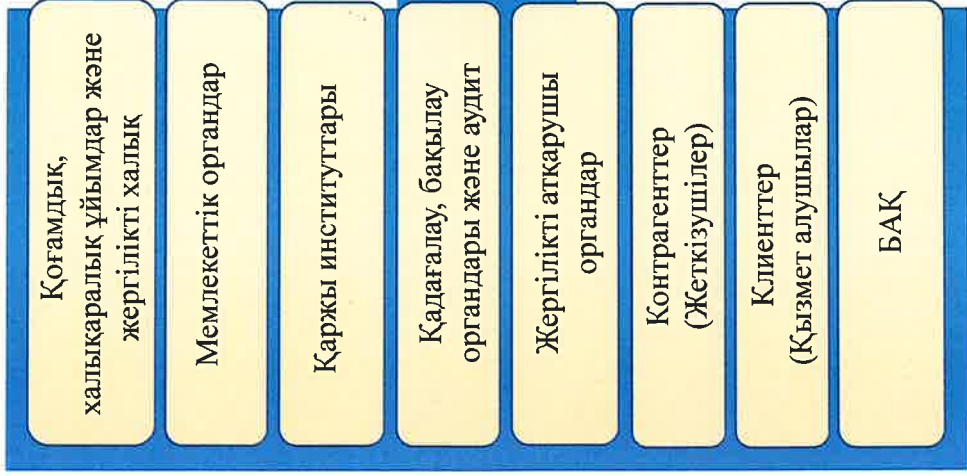 Қоғамдық,
халықаралық ұйымдар және
жергілікті халық
Мемлекеттік органдар
Қаржы институттары
Қадағалау, бақылау
органдары және аудит
Жергілікті атқарушы
органдар
Контрагенттер
(Жеткізушілер)
Клиенттер
(Қызмет алушылар)
БАҚ